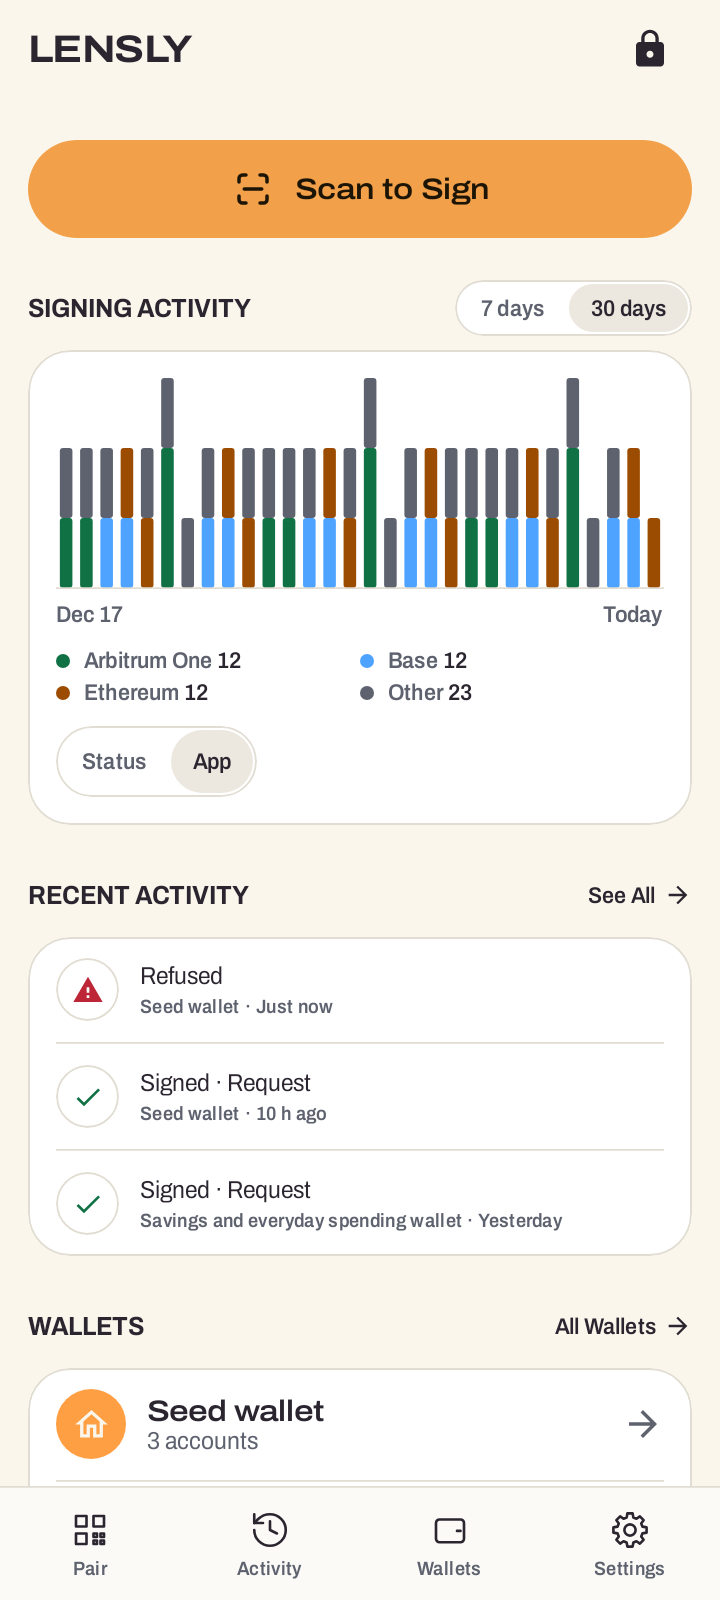 LENSLY
Scan to Sign
SIGNING ACTIVITY
7 days
30 days
Dec 17
Today
Arbitrum One 12
Base 12
Ethereum 12
Other 23
Status
App
RECENT ACTIVITY
See All
Refused
Seed wallet · Just now
Signed · Request
Seed wallet · 10 h ago
Signed · Request
Savings and everyday spending wallet · Yesterday
WALLETS
All Wallets
Seed wallet
3 accounts
Pair
Activity
Wallets
Settings